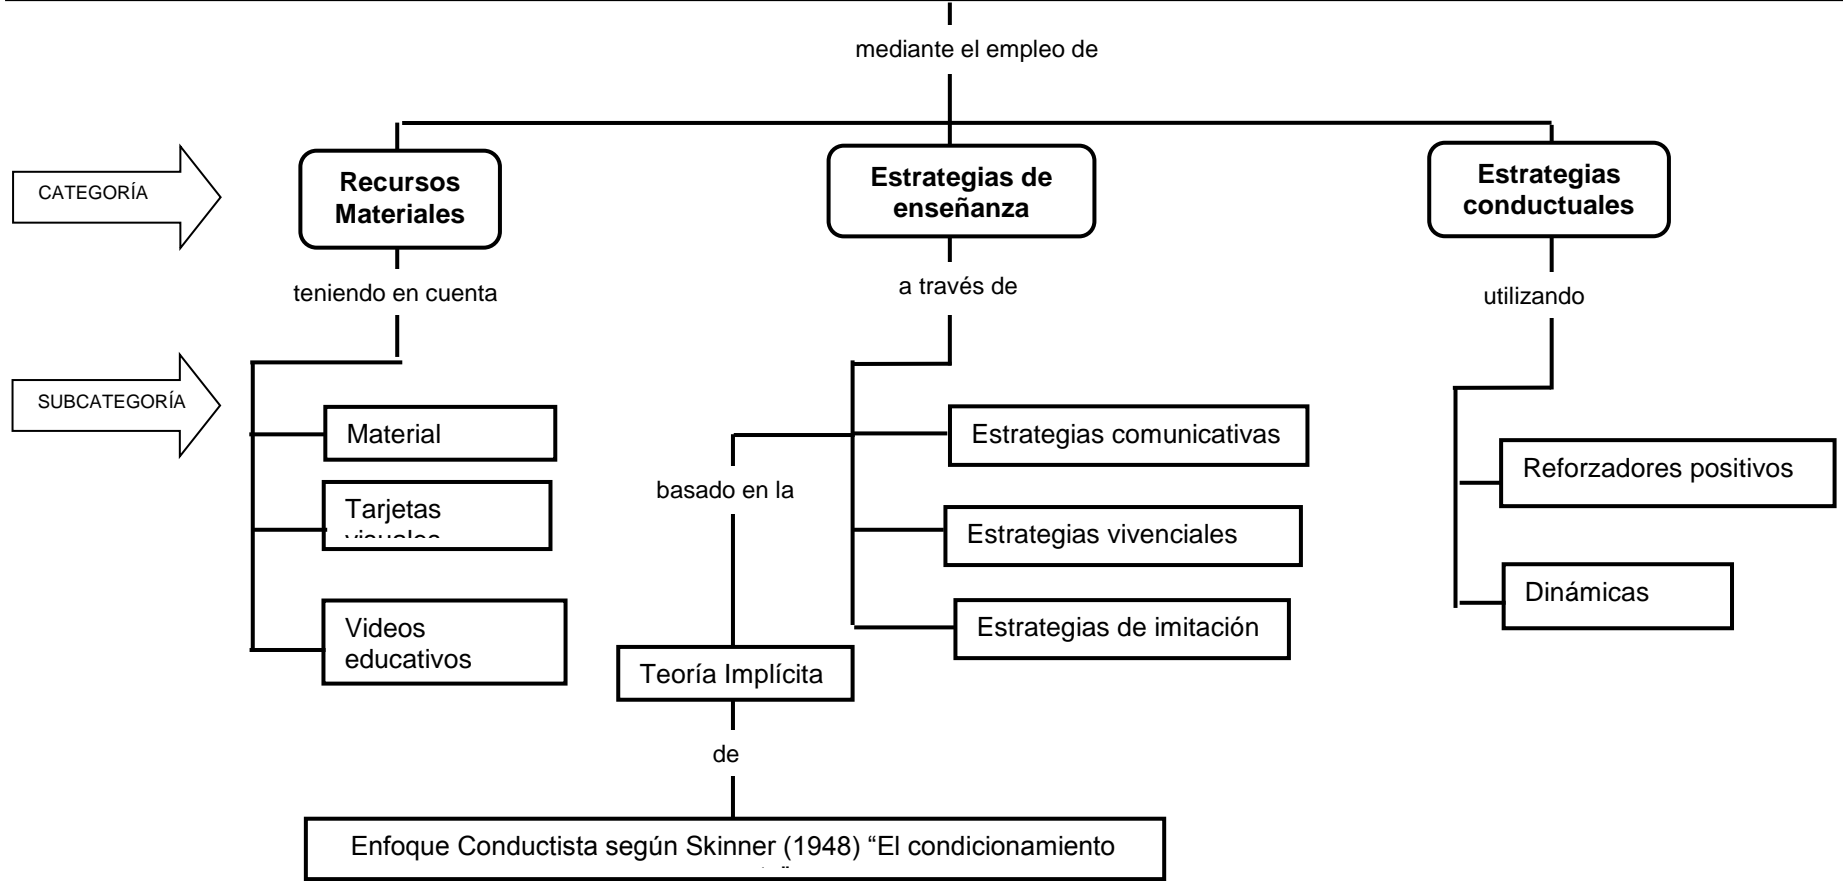 mediante el empleo de
CATEGORÍA
Recursos
Materiales
Estrategias de
enseñanza
Estrategias
conductuales
teniendo en cuenta
a través de
utilizando
SUBCATEGORÍA
Material
Tarjetas
visuales
Videos
educativos
basado en la
Estrategias comunicativas
Estrategias vivenciales
Estrategias de imitación
Reforzadores positivos
Dinámicas
Teoría Implícita
de
Enfoque Conductista según Skinner (1948) “El condicionamiento